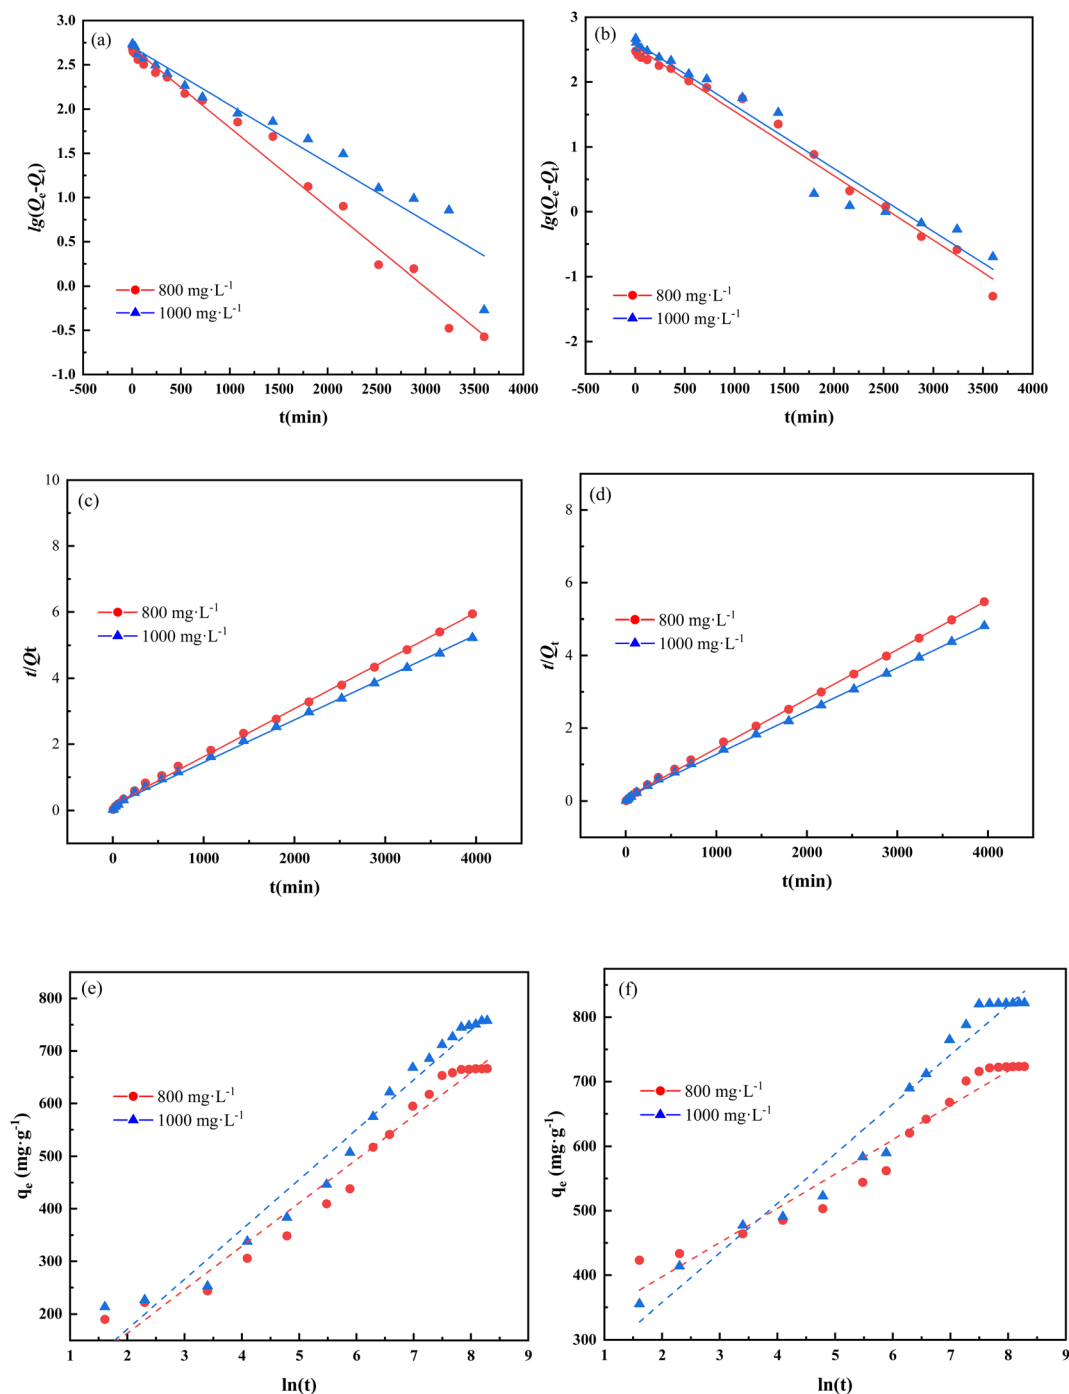 (a)
3.0
2.5
2.0
1.5
1.0
0.5
0.0
-0.5
-1.0
lg(Qe-Qt)
800 mg·L-1
1000 mg·L-1
-500 0 500 1000 1500 2000 2500 3000 3500 4000
t(min)
(b)
3
2
1
0
-1
-2
lg(Qe-Qt)
800 mg·L-1
1000 mg·L-1
-500 0 500 1000 1500 2000 2500 3000 3500 4000
t(min)
(c)
10
8
6
4
2
0
t/Qt
800 mg·L-1
1000 mg·L-1
0 1000 2000 3000 4000
t(min)
(d)
8
6
4
2
0
t/Qt
800 mg·L-1
1000 mg·L-1
0 1000 2000 3000 4000
t(min)
(e)
800
700
600
500
400
300
200
qe (mg·g-1)
800 mg·L-1
1000 mg·L-1
1 2 3 4 5 6 7 8 9
ln(t)
(f)
800
700
600
500
400
300
qe (mg·g-1)
800 mg·L-1
1000 mg·L-1
1 2 3 4 5 6 7 8 9
ln(t)